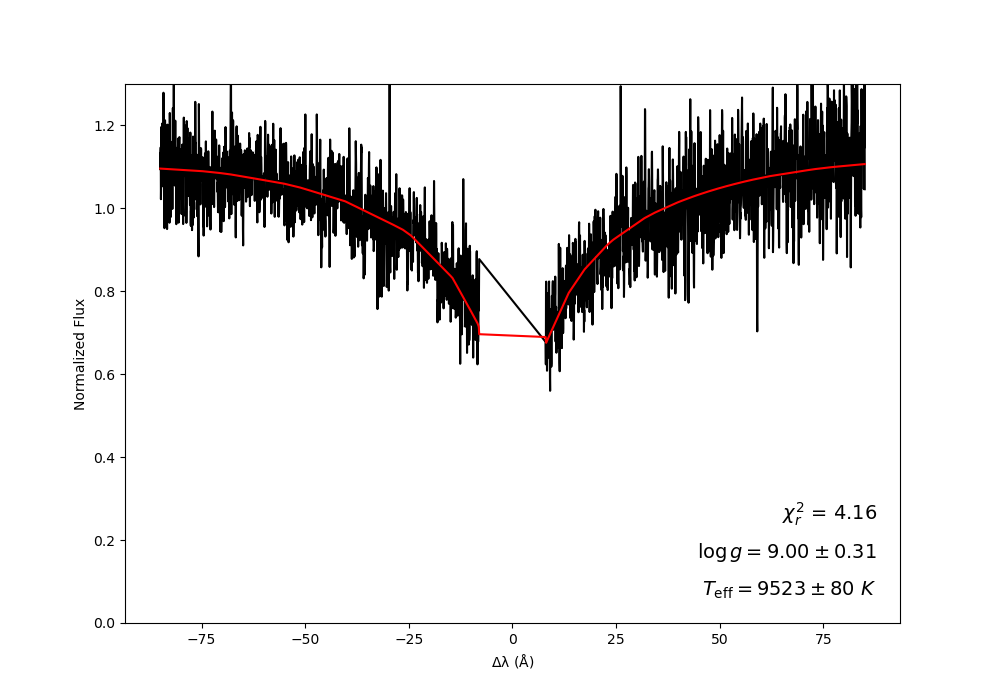 1.2
1.0
0.8
0.6
0.4
0.2
0.0
Normalized Flux
χ²ᵣ = 4.16
log g = 9.00 ± 0.31
T_eff = 9523 ± 80 K
−75 −50 −25 0 25 50 75
Δλ (Å)